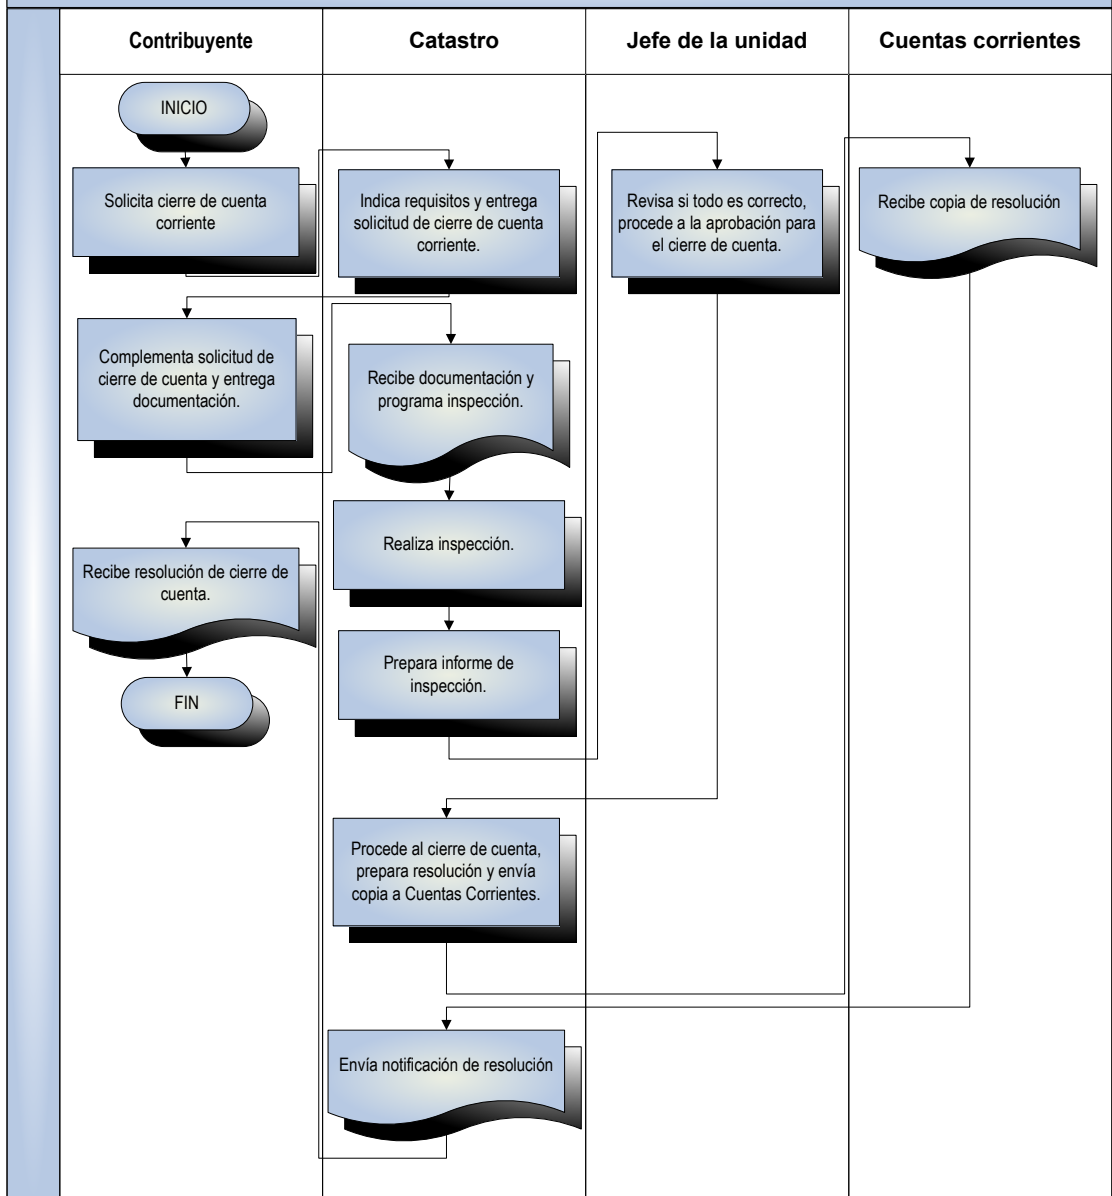 Contribuyente
Catastro
Jefe de la unidad
Cuentas corrientes
INICIO
Solicita cierre de cuenta
corriente
Indica requisitos y entrega
solicitud de cierre de cuenta
corriente.
Revisa si todo es correcto,
procede a la aprobación para
el cierre de cuenta.
Recibe copia de resolución
Complementa solicitud de
cierre de cuenta y entrega
documentación.
Recibe documentación y
programa inspección.
Realiza inspección.
Recibe resolución de cierre de
cuenta.
Prepara informe de
inspección.
FIN
Procede al cierre de cuenta,
prepara resolución y envía
copia a Cuentas Corrientes.
Envía notificación de resolución